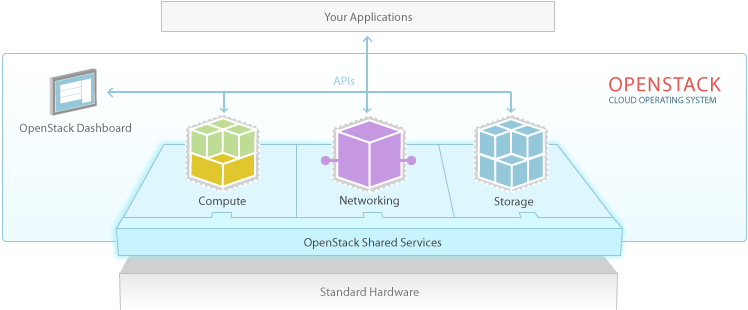 Your Applications
APIs
OPENSTACK
CLOUD OPERATING SYSTEM
OpenStack Dashboard
Compute
Networking
Storage
OpenStack Shared Services
Standard Hardware